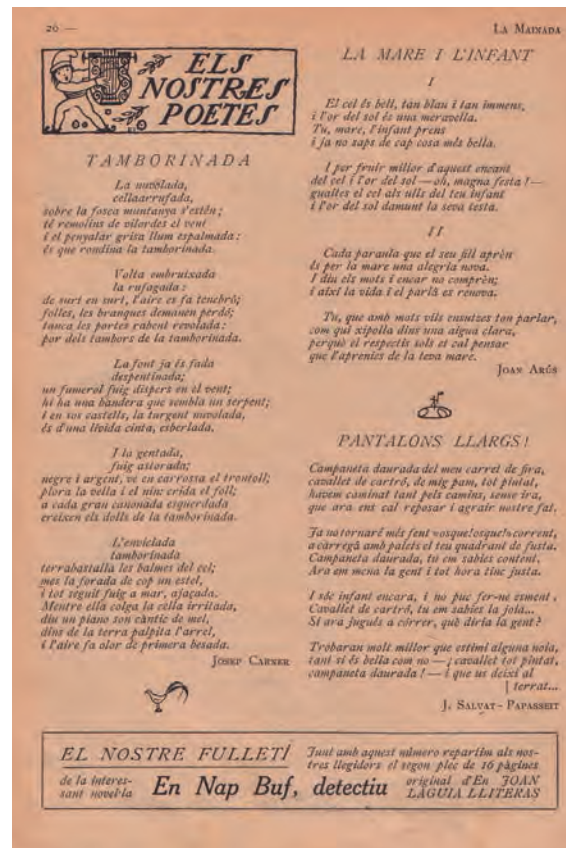 20 —
LA MAINADA
ELS
NOSTRES
POETES
TAMBORINADA
La nuvolada,
cellaarrufada,
sobre la fosca muntanya s'estén;
té remolins de vilordes el vent
i el penyalar grisa llum espalmada:
és que rondina la tamborinada.
Volta embruixada
la rufagada:
de surt en surt, l'aire es fa tenebró;
folles, les branques demanen perdó;
tanca les portes rabent revolada:
por dels tambors de la tamborinada.
La font ja és fada
despentinada;
un fumerol fuig dispers en el vent;
hi ha una bandera que sembla un serpent;
i en sos castells, la turgent nuvolada,
és d'una lívida cinta, esberlada.
I la gentada,
fuig astorada;
negre i argent, ve en carrossa el trontoll;
plora la vella i el nin; crida el foll;
a cada gran canonada esquerdada
creixen els dolls de la tamborinada.
L'envielada
tamborinada
terrabastalla les balmes del cel;
mes la forada de cop un estel,
i tot seguit fuig a mar, ajaçada.
Mentre ella colga la cella irritada,
diu un piano son càntic de mel,
dins de la terra palpita l'arrel,
i l'aire fa olor de primera besada.
JOSEP CARNER
LA MARE I L'INFANT
I
El cel és bell, tan blau i tan immens,
i l'or del sol és una meravella.
Tu, mare, l'infant prens
i ja no saps de cap cosa més bella.
I per fruir millor d'aquest encant
del cel i l'or del sol — oh, magna festa! —
guaites el cel als ulls del teu infant
i l'or del sol damunt la seva testa.
II
Cada paraula que el seu fill aprèn
és per la mare una alegria nova.
I diu els mots i encar no comprèn;
i així la vida i el parlà es renova.
Tu, que amb mots vils ensutzes ton parlar,
com qui xipolla dins una aigua clara,
perquè el respectis sols et cal pensar
que l'aprenies de la teva mare.
JOAN ARÚS
PANTALONS LLARGS!
Campaneta daurada del meu carret de fira,
cavallet de cartró, de mig pam, tot pintat,
havem caminat tant pels camins, sense ira,
que ara ens cal reposar i agrair nostre fat.
Ja no tornaré més fent «osque!osque!» corrent,
a càrregà amb palets el teu quadrant de fusta.
Campaneta daurada, tu em sabies content.
Ara em mena la gent i tot hora tinc justa.
I sóc infant encara, i no puc fer-ne esment.
Cavallet de cartró, tu em sabies la joia...
Si ara jugués a córrer, què diria la gent?
Trobaran molt millor que estimi alguna noia,
tant si és bella com no — ¡cavallet tot pintat,
campaneta daurada! — i que us deixi al
[terrat...
J. SALVAT-PAPASSEIT
EL NOSTRE FULLETÍ
de la interes-
sant novel·la
En Nap Buf, detectiu
Junt amb aquest número repartim als nos-
tres llegidors el segon plec de 16 pàgines
original d'En JOAN
LAGUIA LLITERAS